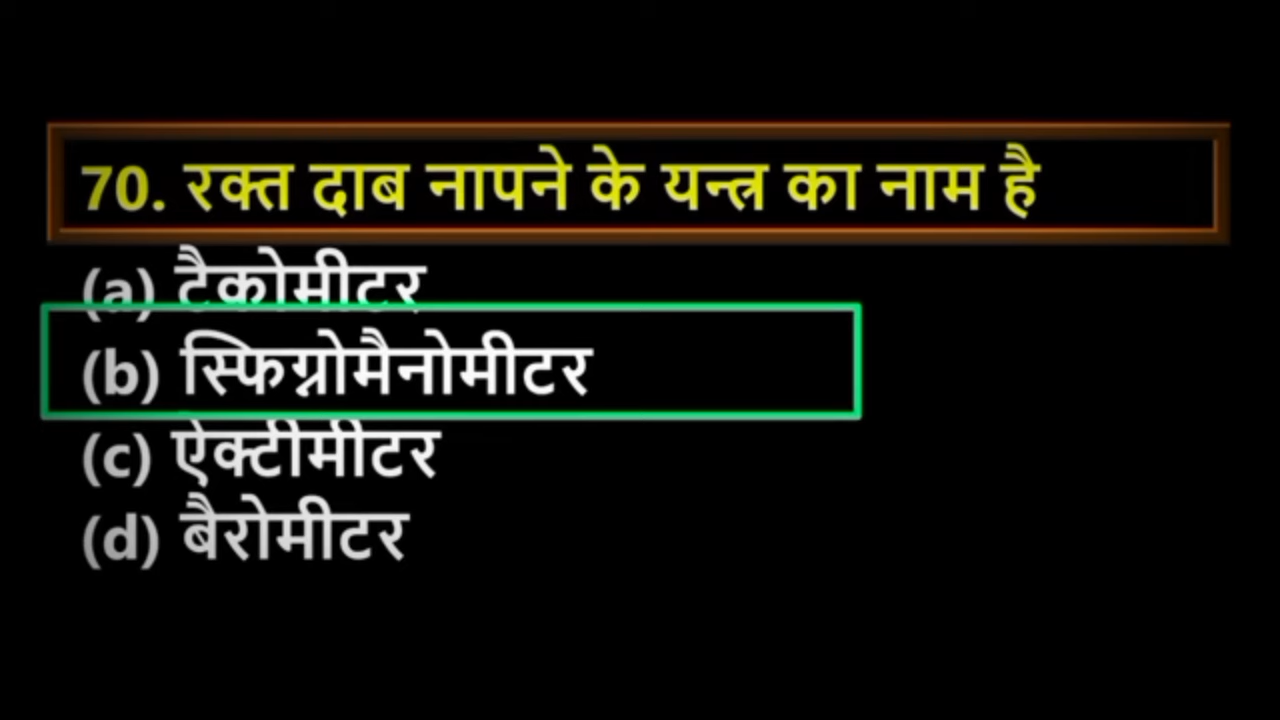 70. रक्त दाब नापने के यन्त्र का नाम है
(a) टैकोमीटर
(b) स्फिग्नोमैनोमीटर
(c) ऐक्टीमीटर
(d) बैरोमीटर